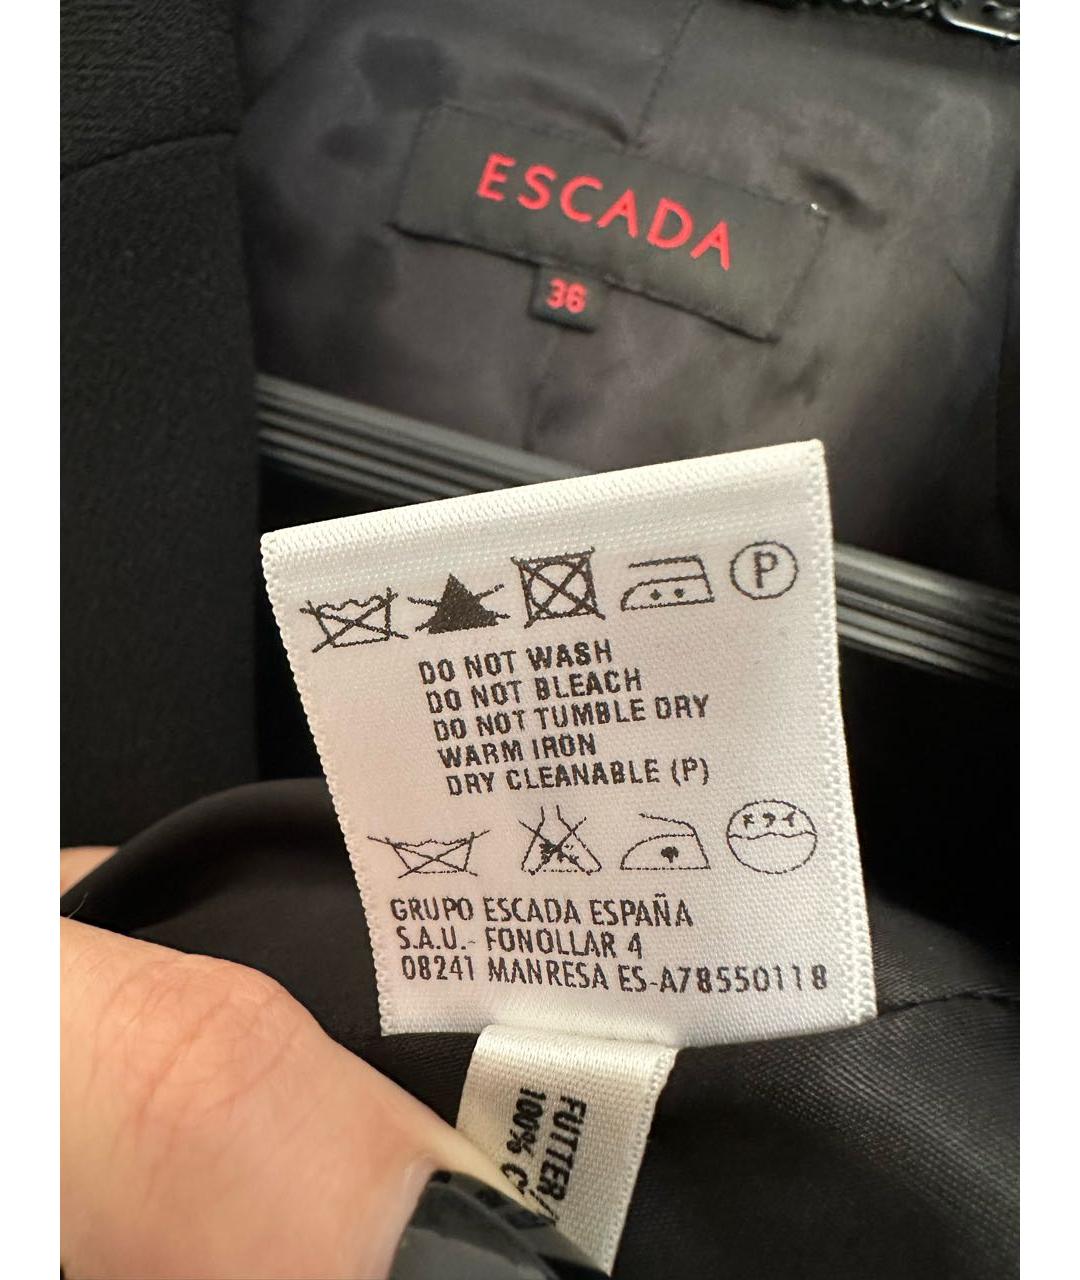 ESCADA
36
P
DO NOT WASH
DO NOT BLEACH
DO NOT TUMBLE DRY
WARM IRON
DRY CLEANABLE (P)
ドライ
GRUPO ESCADA ESPAÑA
S.A.U.- FONOLLAR 4
08241 MANRESA ES-A78550118
FUTTER/
100%